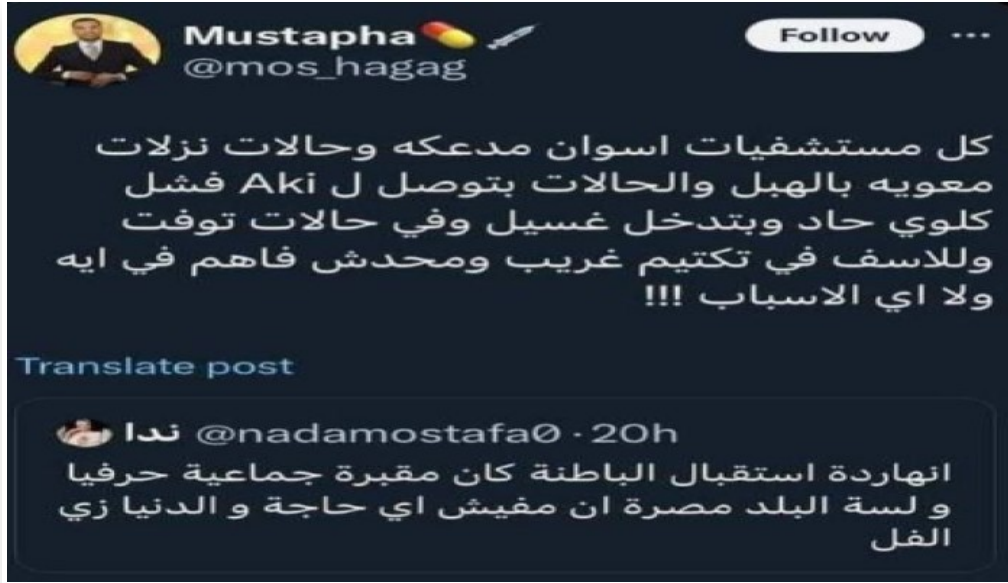 Mustapha💊💉
Follow ...
@mos_hagag
كل مستشفيات اسوان مدعكه وحالات نزلات
معويه بالهبل والحالات بتوصل ل Aki فشل
كلوي حاد وبتدخل غسيل وفي حالات توفت
وللاسف في تكتيم غريب ومحدش فاهم في ايه
ولا اي الاسباب !!!
Translate post
ندا @nadamostafa0 · 20h
انهاردة استقبال الباطنة كان مقبرة جماعية حرفيا
و لسة البلد مصرة ان مفيش اي حاجة و الدنيا زي
الفل